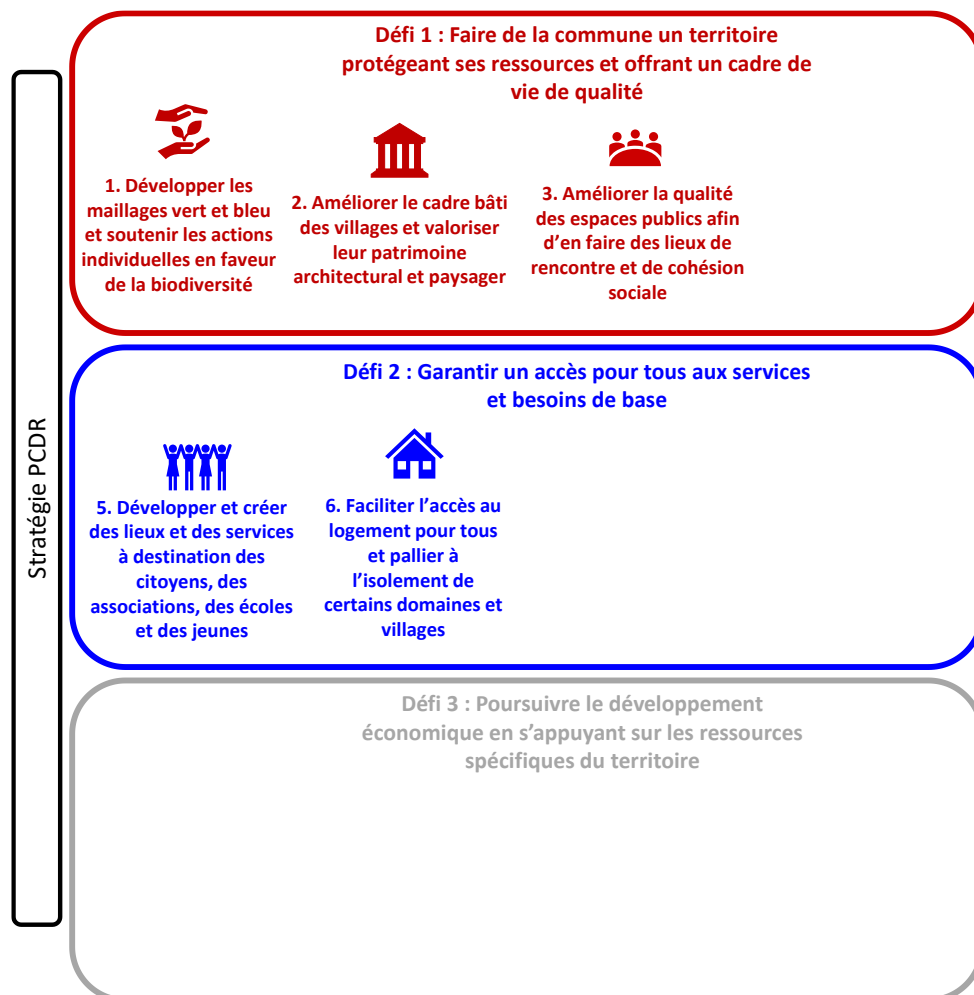 Stratégie PCDR
Défi 1 : Faire de la commune un territoire
protégeant ses ressources et offrant un cadre de
vie de qualité
1. Développer les
maillages vert et bleu
et soutenir les actions
individuelles en faveur
de la biodiversité
2. Améliorer le cadre bâti
des villages et valoriser
leur patrimoine
architectural et paysager
3. Améliorer la qualité
des espaces publics afin
d’en faire des lieux de
rencontre et de cohésion
sociale
Défi 2 : Garantir un accès pour tous aux services
et besoins de base
5. Développer et créer
des lieux et des services
à destination des
citoyens, des
associations, des écoles
et des jeunes
6. Faciliter l’accès au
logement pour tous
et pallier à
l’isolement de
certains domaines et
villages
Défi 3 : Poursuivre le développement
économique en s’appuyant sur les ressources
spécifiques du territoire